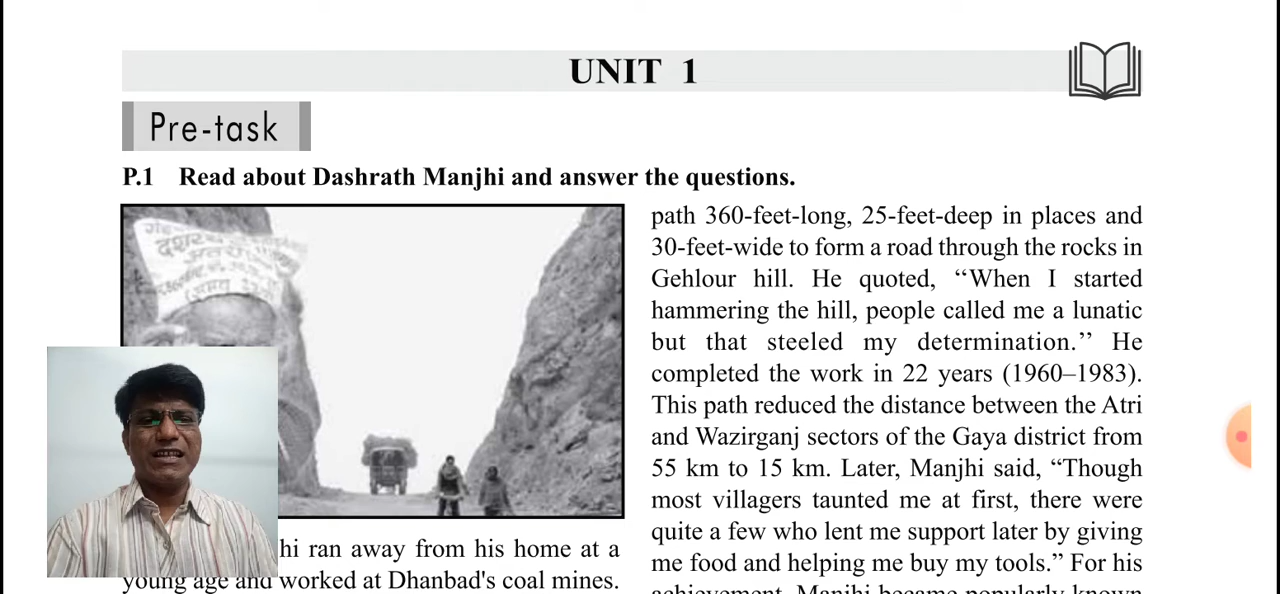 UNIT 1
Pre-task
P.1 Read about Dashrath Manjhi and answer the questions.
दशरथ
hi ran away from his home at a
young age and worked at Dhanbad's coal mines.
path 360-feet-long, 25-feet-deep in places and
30-feet-wide to form a road through the rocks in
Gehlour hill. He quoted, “When I started
hammering the hill, people called me a lunatic
but that steeled my determination.” He
completed the work in 22 years (1960–1983).
This path reduced the distance between the Atri
and Wazirganj sectors of the Gaya district from
55 km to 15 km. Later, Manjhi said, “Though
most villagers taunted me at first, there were
quite a few who lent me support later by giving
me food and helping me buy my tools.” For his
achievement, Manjhi became popularly known